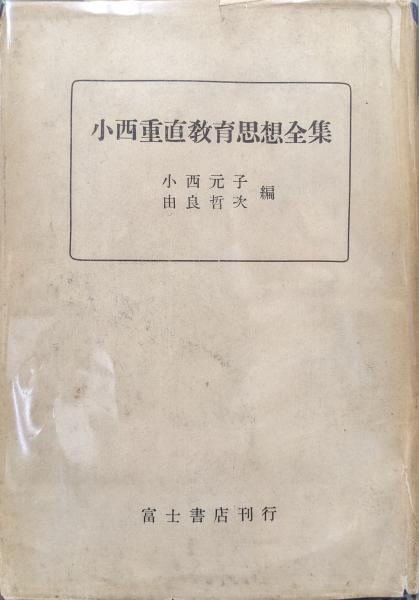 小西重直教育思想全集
小西元子
由良哲次 編
富士書店刊行